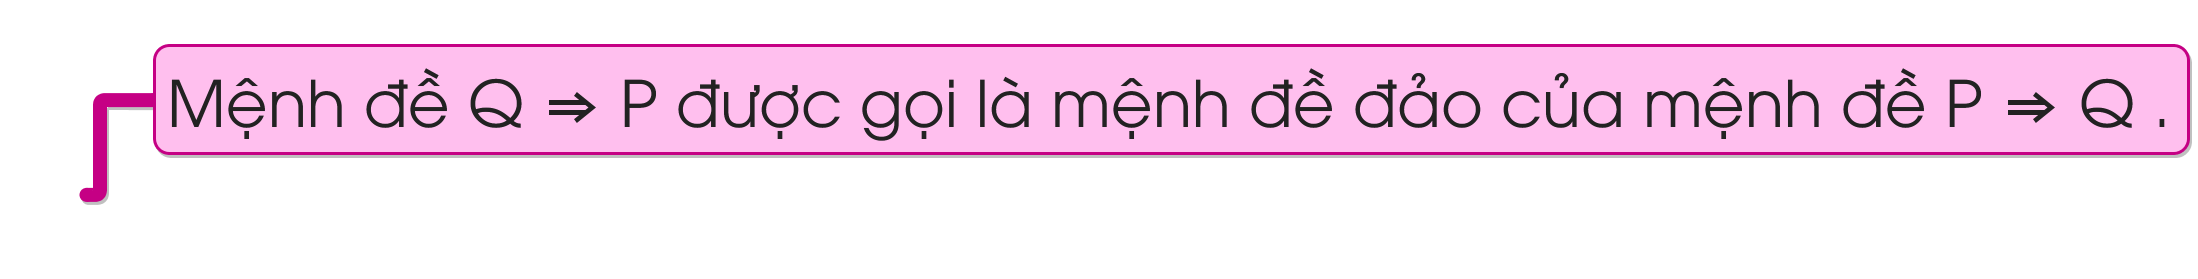 Mệnh đề Q ⇒ P được gọi là mệnh đề đảo của mệnh đề P ⇒ Q .